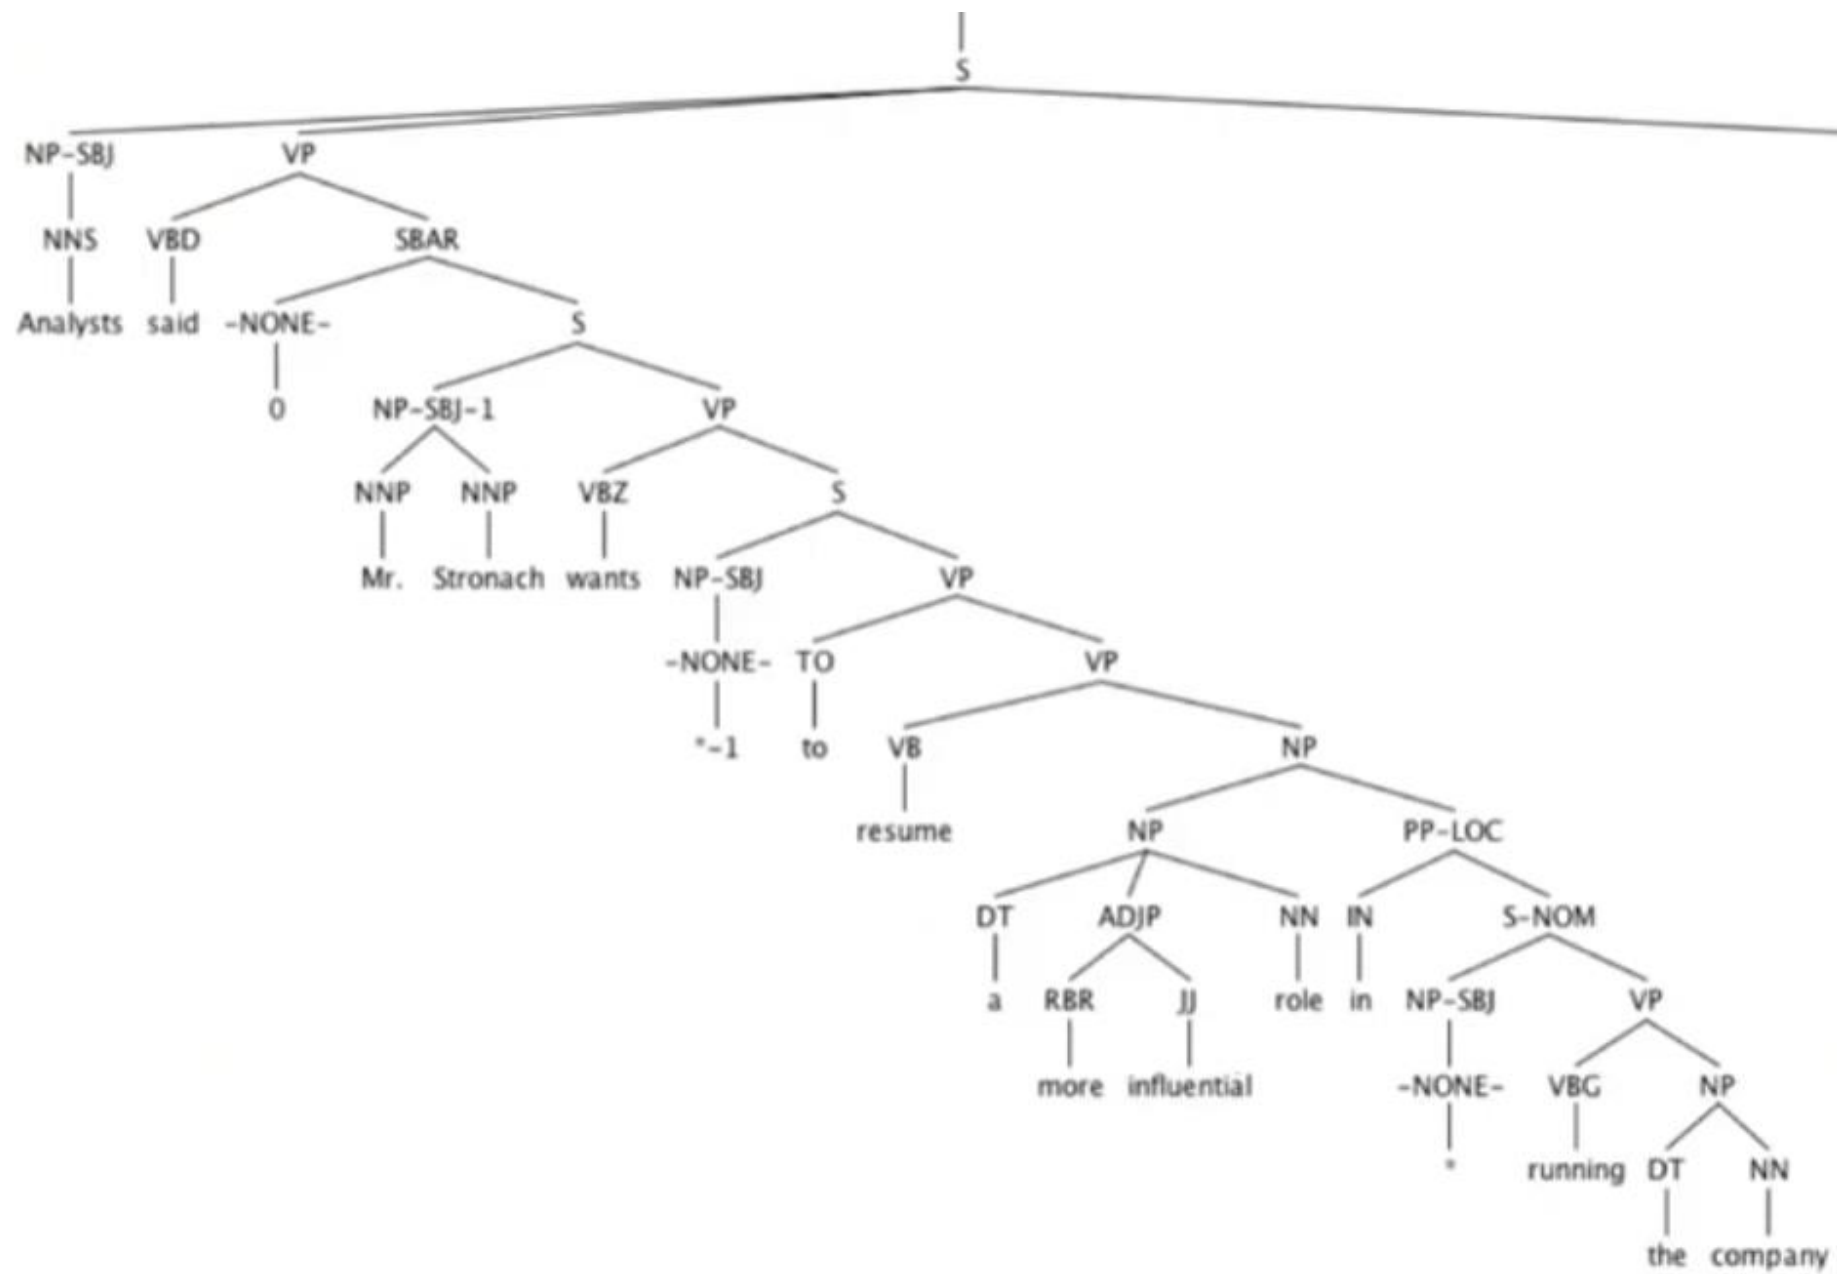 S
NP-SBJ VP
NNS VBD SBAR
Analysts said -NONE- S
0 NP-SBJ-1 VP
NNP NNP VBZ S
Mr. Stronach wants NP-SBJ VP
-NONE- TO VP
*-1 to VB NP
resume NP PP-LOC
DT ADJP NN IN S-NOM
a RBR JJ role in NP-SBJ VP
more influential -NONE- VBG NP
* running DT NN
the company